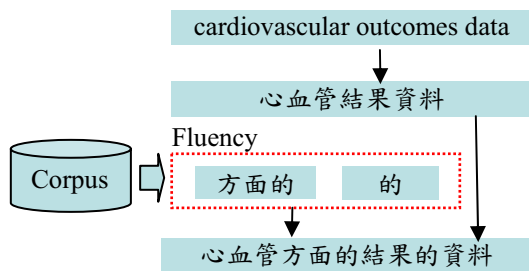 cardiovascular outcomes data
心血管結果資料
Fluency
Corpus
方面的 的
心血管方面的結果的資料